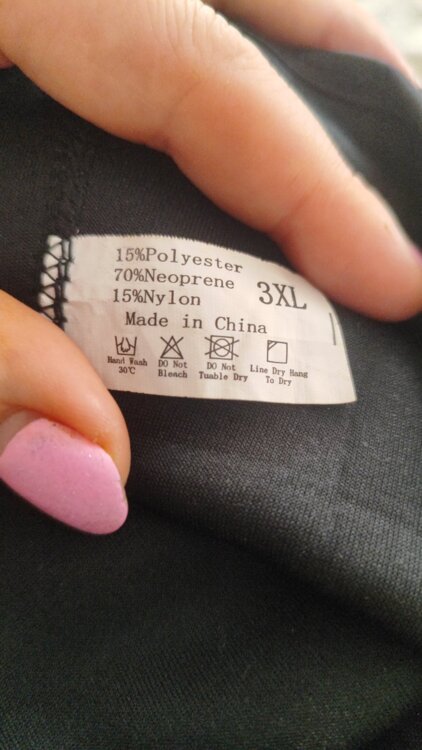 15%Polyester
70%Neoprene
15%Nylon
3XL
Made in China
Hand Wash
30℃
DO Not
Bleach
DO Not
Tumble Dry
Line Dry Hang
To Dry